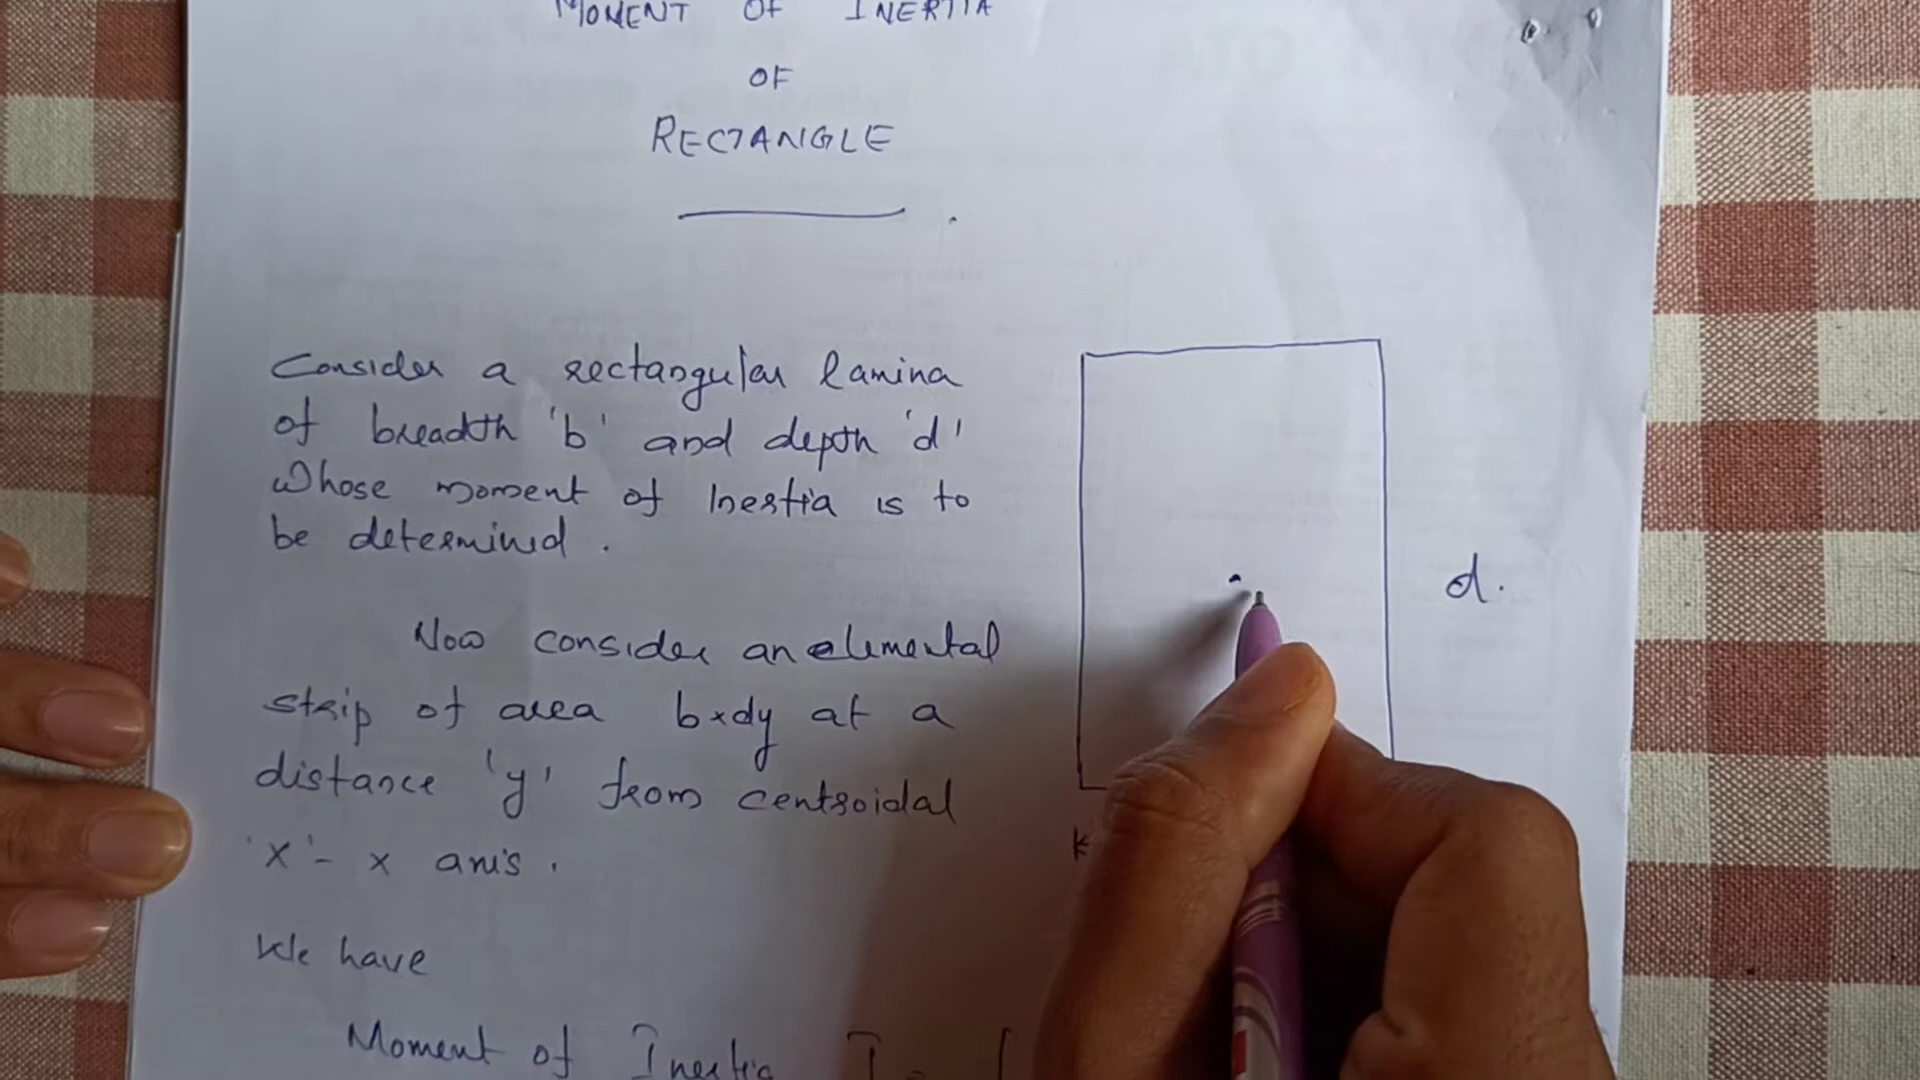 MOMENT OF INERTIA
OF
RECTANGLE
Consider a rectangular lamina
of breadth 'b' and depth 'd'
Whose moment of Inertia is to
be determined.
Now consider an elemental
strip of area b×dy at a
distance 'y' from centroidal
'x'-x axis.
We have
Moment of Inertia
d.